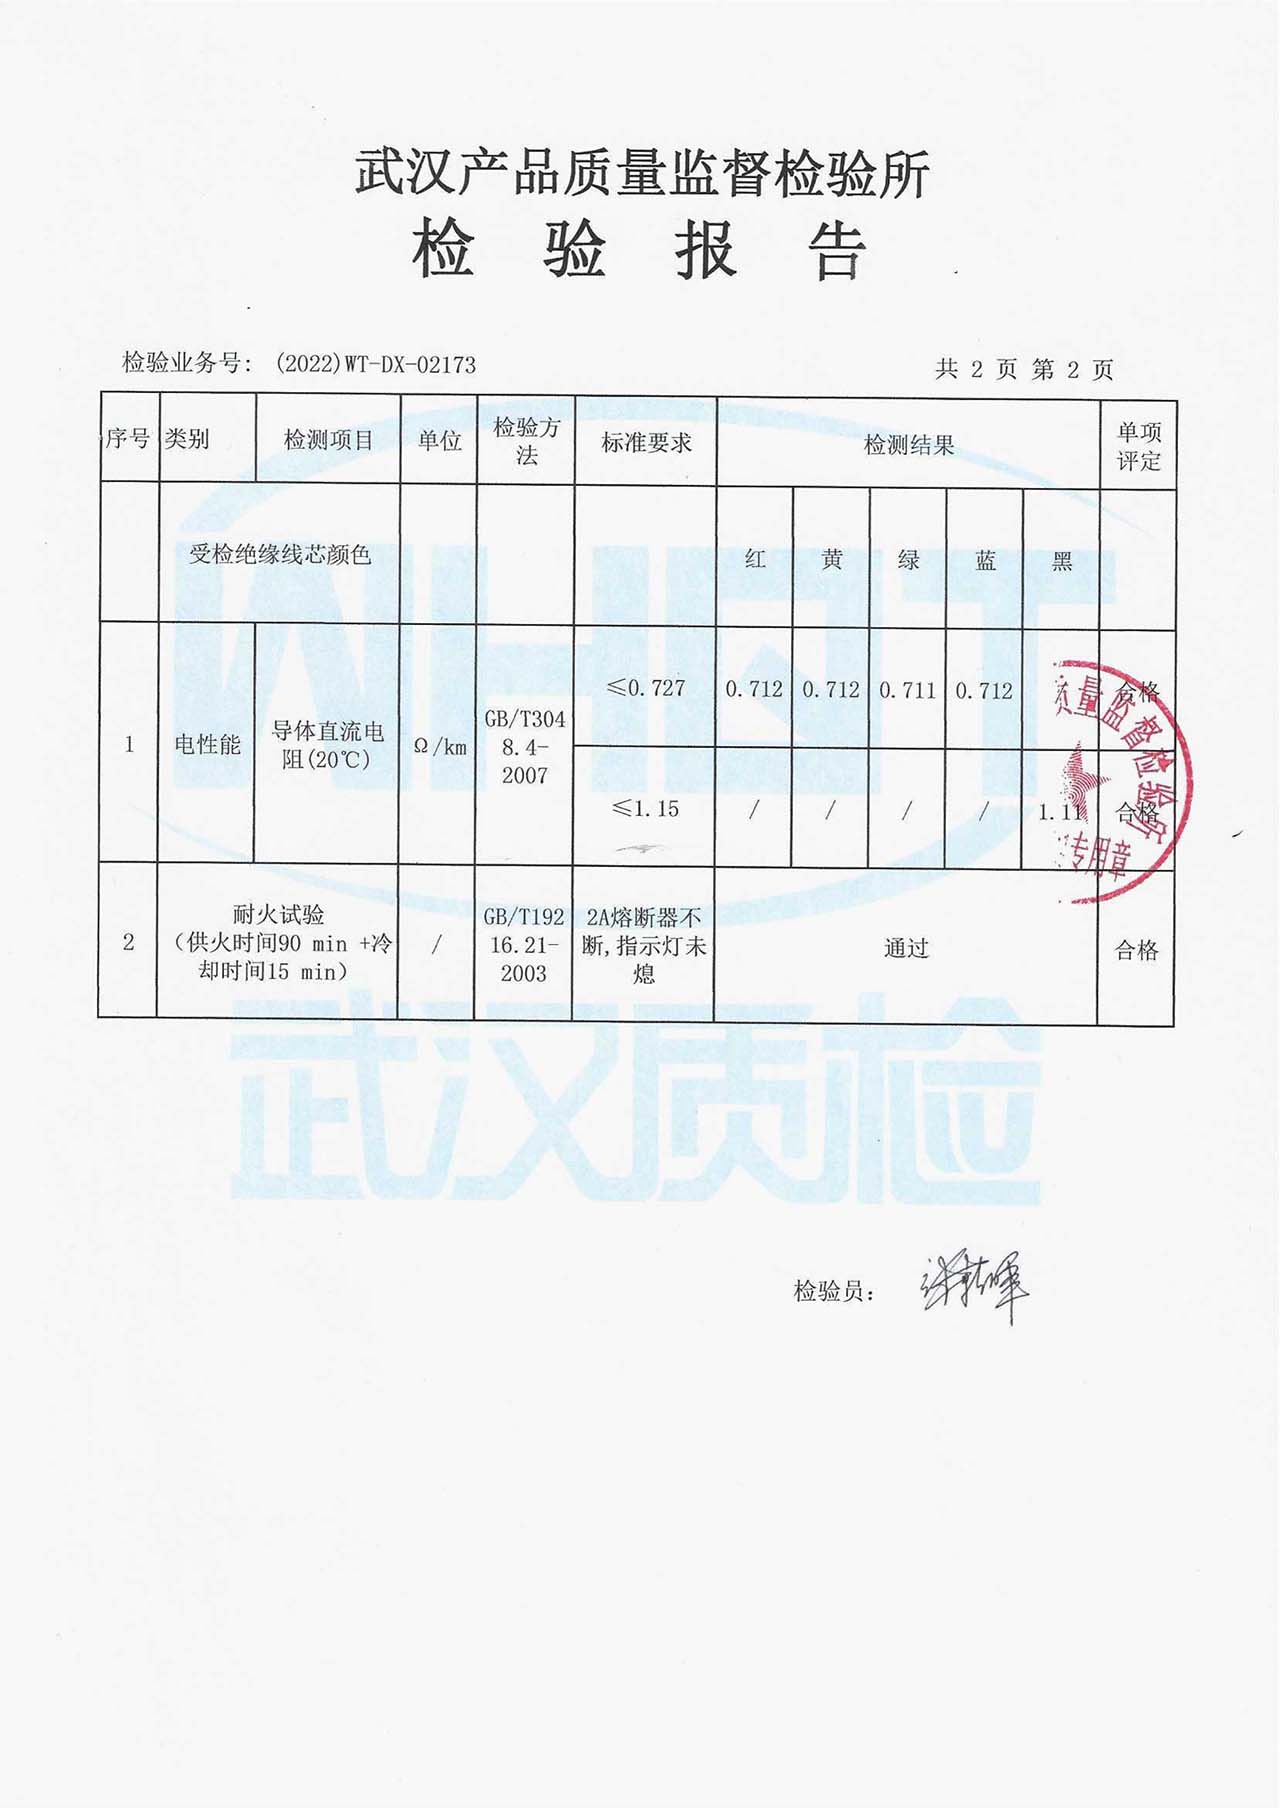 武汉产品质量监督检验所
检 验 报 告
检验业务号: (2022)WT-DX-02173
共 2 页 第 2 页
序号 类别 检测项目 单位 检验方法 标准要求 检测结果 单项评定
受检绝缘线芯颜色 红 黄 绿 蓝 黑
1 电性能 导体直流电阻(20℃) Ω/km GB/T3048.4-2007 ≤0.727 0.712 0.712 0.711 0.712 合格
≤1.15 / / / / 1.11 合格
2 耐火试验(供火时间90 min +冷却时间15 min) / GB/T19216.21-2003 2A熔断器不断,指示灯未熄 通过 合格
质量监督检验所
专用章
WHQT
武汉质检
检验员: